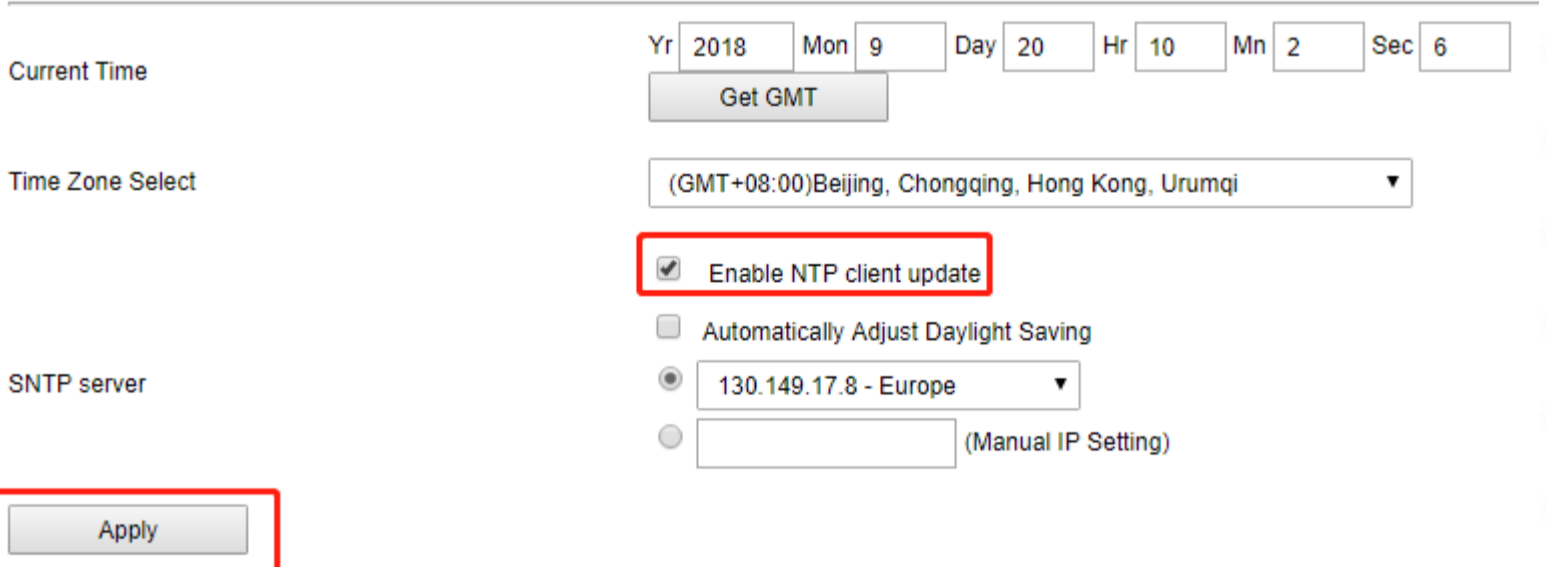 Yr 2018 Mon 9 Day 20 Hr 10 Mn 2 Sec 6
Current Time
Get GMT
Time Zone Select (GMT+08:00)Beijing, Chongqing, Hong Kong, Urumqi
Enable NTP client update
Automatically Adjust Daylight Saving
SNTP server 130.149.17.8 - Europe
(Manual IP Setting)
Apply